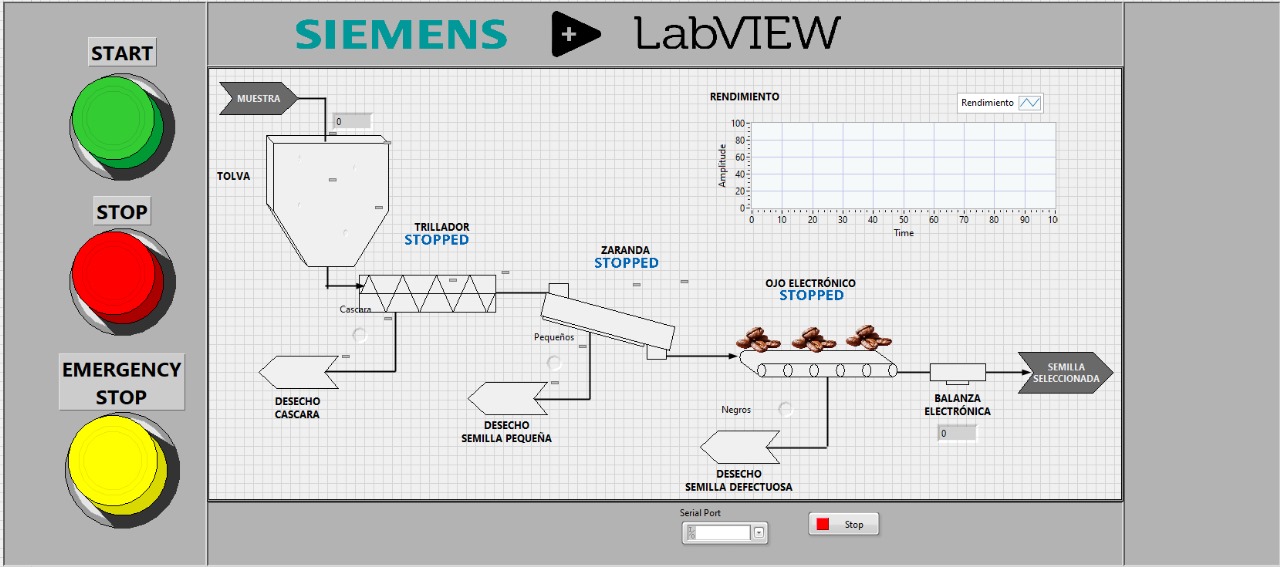 SIEMENS
LabVIEW
START
STOP
EMERGENCY
STOP
MUESTRA
0
TOLVA
RENDIMIENTO
Rendimiento
Amplitude
100
80
60
40
20
0
0 10 20 30 40 50 60 70 80 90 10
Time
TRILLADOR
STOPPED
ZARANDA
STOPPED
OJO ELECTRÓNICO
STOPPED
Cascara
DESECHO
CASCARA
Pequeños
DESECHO
SEMILLA PEQUEÑA
Negros
DESECHO
SEMILLA DEFECTUOSA
BALANZA
ELECTRÓNICA
0
SEMILLA
SELECCIONADA
Serial Port
Stop